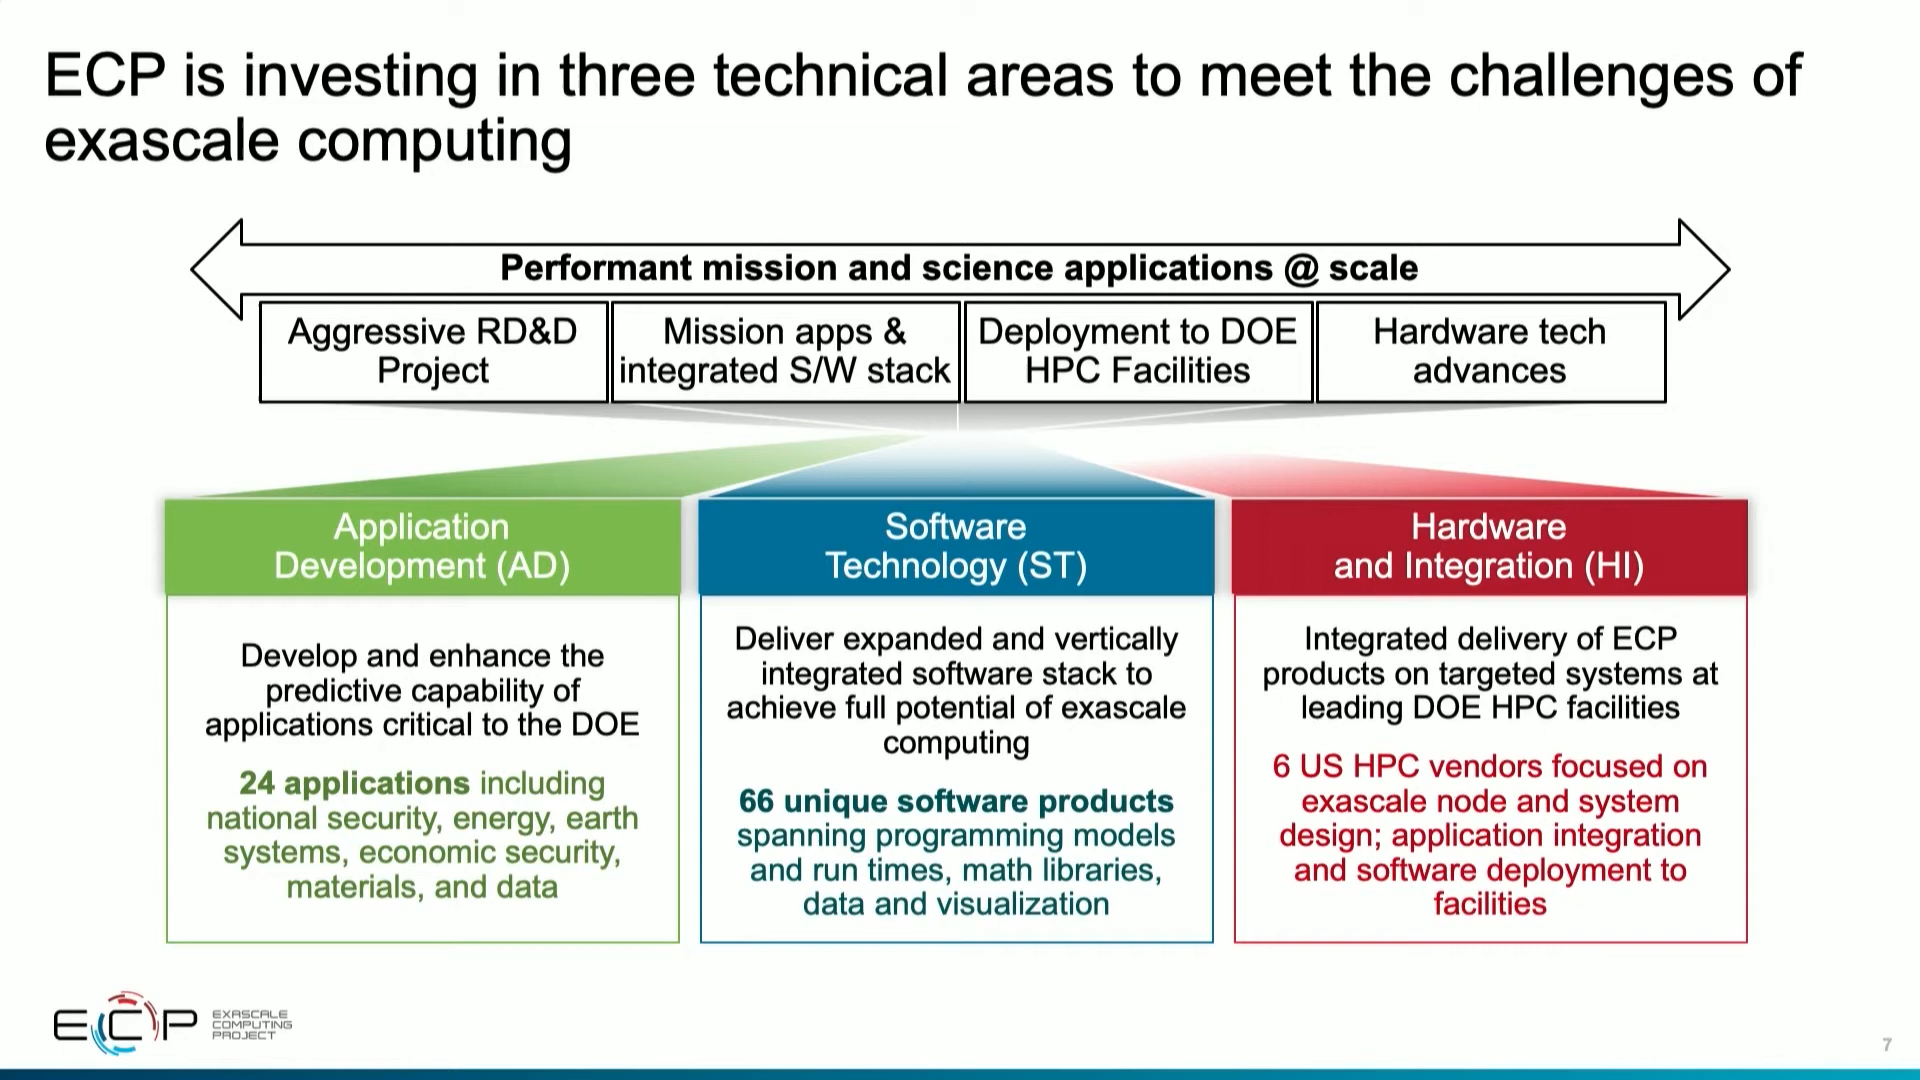 ECP is investing in three technical areas to meet the challenges of
exascale computing
Performant mission and science applications @ scale
Aggressive RD&D
Project
Mission apps &
integrated S/W stack
Deployment to DOE
HPC Facilities
Hardware tech
advances
Application
Development (AD)
Develop and enhance the
predictive capability of
applications critical to the DOE
24 applications including
national security, energy, earth
systems, economic security,
materials, and data
Software
Technology (ST)
Deliver expanded and vertically
integrated software stack to
achieve full potential of exascale
computing
66 unique software products
spanning programming models
and run times, math libraries,
data and visualization
Hardware
and Integration (HI)
Integrated delivery of ECP
products on targeted systems at
leading DOE HPC facilities
6 US HPC vendors focused on
exascale node and system
design; application integration
and software deployment to
facilities
ECP
EXASCALE
COMPUTING
PROJECT
7